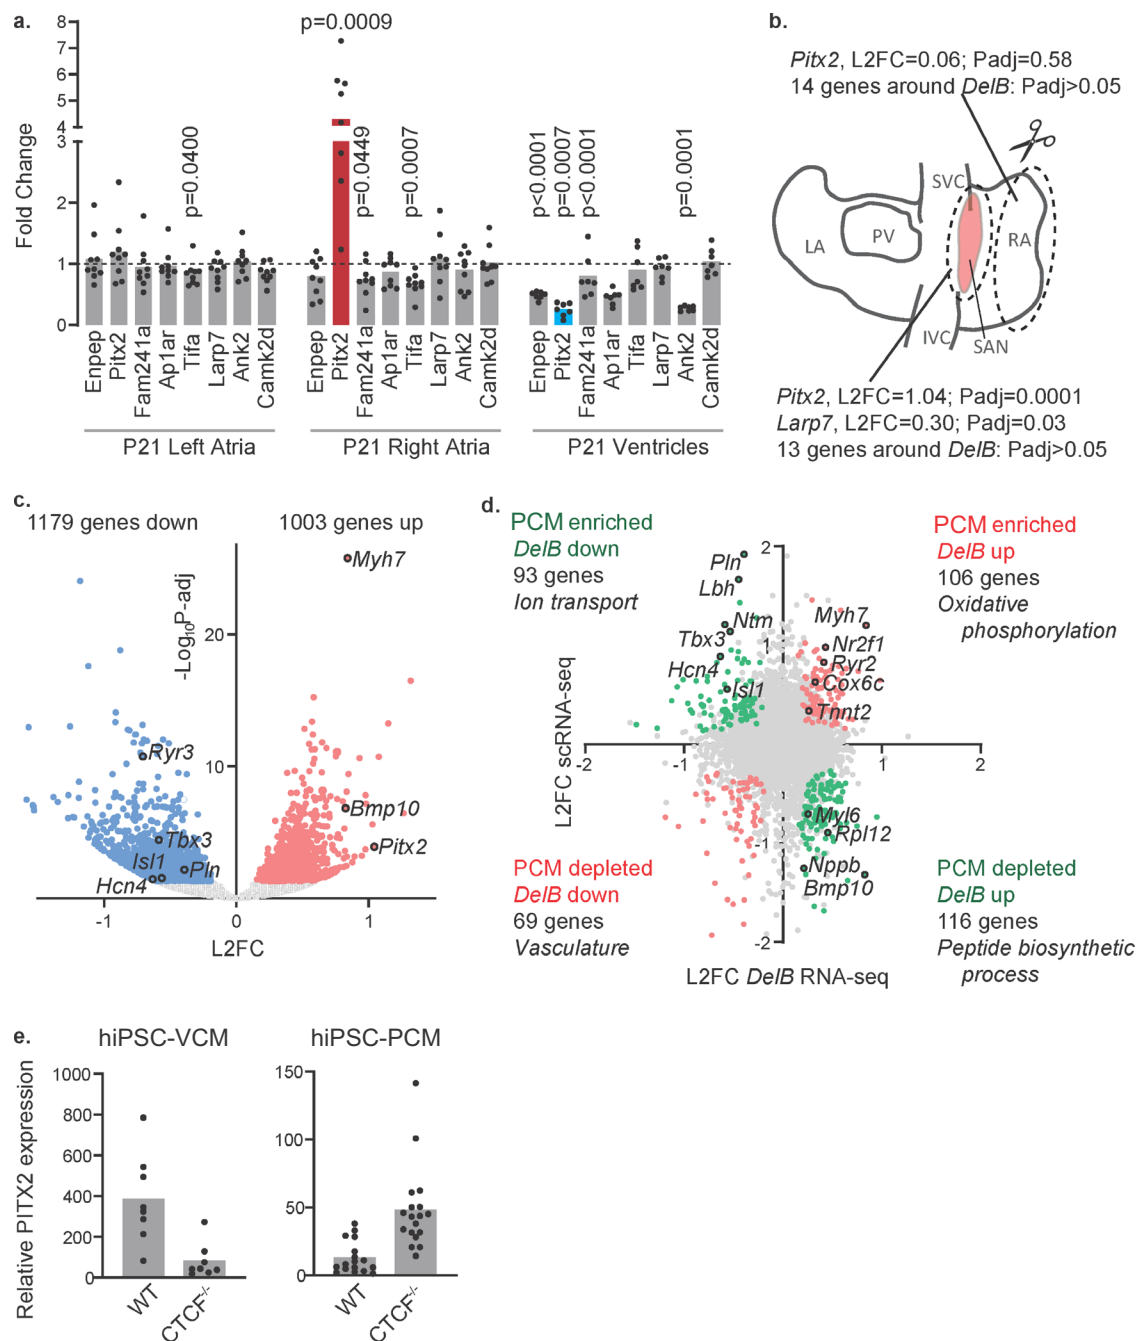 a.
8
7
6
5
4
3
2
1
0
Fold Change
p=0.0009
p=0.0400
p=0.0449
p=0.0007
p<0.0001
p=0.0007
p<0.0001
p=0.0001
Enpep
Pitx2
Fam241a
Ap1ar
Tifa
Larp7
Ank2
Camk2d
Enpep
Pitx2
Fam241a
Ap1ar
Tifa
Larp7
Ank2
Camk2d
Enpep
Pitx2
Fam241a
Ap1ar
Tifa
Larp7
Ank2
Camk2d
P21 Left Atria
P21 Right Atria
P21 Ventricles
b.
Pitx2, L2FC=0.06; Padj=0.58
14 genes around DelB: Padj>0.05
SVC
LA
PV
RA
IVC
SAN
Pitx2, L2FC=1.04; Padj=0.0001
Larp7, L2FC=0.30; Padj=0.03
13 genes around DelB: Padj>0.05
c.
1179 genes down
1003 genes up
-Log10P-adj
20
10
Myh7
Ryr3
Bmp10
Tbx3
Pitx2
Isl1
Pln
Hcn4
-1
0
1
L2FC
d.
PCM enriched
DelB down
93 genes
Ion transport
PCM enriched
DelB up
106 genes
Oxidative
phosphorylation
2
1
-1
-2
-2
-1
1
2
Pln
Lbh
Ntm
Tbx3
Hcn4
Isl1
Myh7
Nr2f1
Ryr2
Cox6c
Tnnt2
L2FC scRNA-seq
Myl6
Rpl12
Nppb
Bmp10
PCM depleted
DelB down
69 genes
Vasculature
PCM depleted
DelB up
116 genes
Peptide biosynthetic
process
L2FC DelB RNA-seq
e.
hiPSC-VCM
hiPSC-PCM
Relative PITX2 expression
1000
800
600
400
200
0
WT
CTCF-/-
150
100
50
0
WT
CTCF-/-